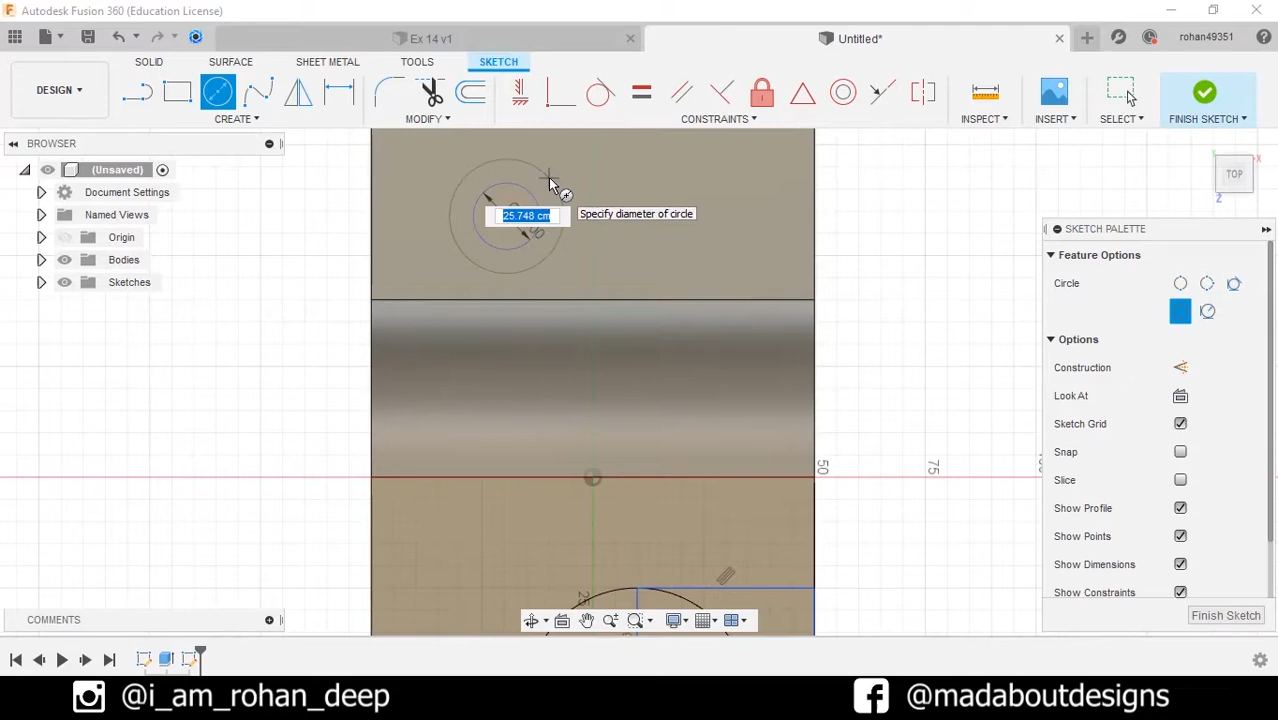 Autodesk Fusion 360 (Education License)
Ex 14 v1
Untitled*
rohan49351
SOLID SURFACE SHEET METAL TOOLS SKETCH
DESIGN
CREATE MODIFY CONSTRAINTS INSPECT INSERT SELECT FINISH SKETCH
BROWSER
(Unsaved)
Document Settings
Named Views
Origin
Bodies
Sketches
25.748 cm
Specify diameter of circle
TOP
X
Z
SKETCH PALETTE
Feature Options
Circle
Options
Construction
Look At
Sketch Grid
Snap
Slice
Show Profile
Show Points
Show Dimensions
Show Constraints
Finish Sketch
50
75
25
COMMENTS
@i_am_rohan_deep
@madaboutdesigns